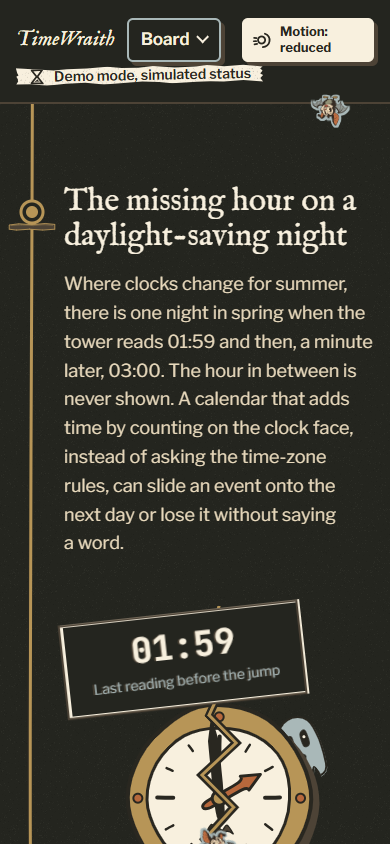 TimeWraith
Board
Motion:
reduced
Demo mode, simulated status
The missing hour on a
daylight-saving night
Where clocks change for summer,
there is one night in spring when the
tower reads 01:59 and then, a minute
later, 03:00. The hour in between is
never shown. A calendar that adds
time by counting on the clock face,
instead of asking the time-zone
rules, can slide an event onto the
next day or lose it without saying
a word.
01:59
Last reading before the jump